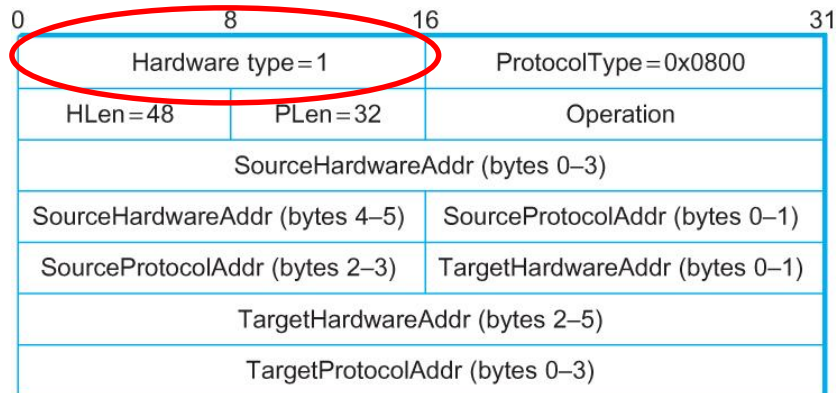 0 8 16 31
Hardware type=1 ProtocolType=0x0800
HLen=48 PLen=32 Operation
SourceHardwareAddr (bytes 0–3)
SourceHardwareAddr (bytes 4–5) SourceProtocolAddr (bytes 0–1)
SourceProtocolAddr (bytes 2–3) TargetHardwareAddr (bytes 0–1)
TargetHardwareAddr (bytes 2–5)
TargetProtocolAddr (bytes 0–3)